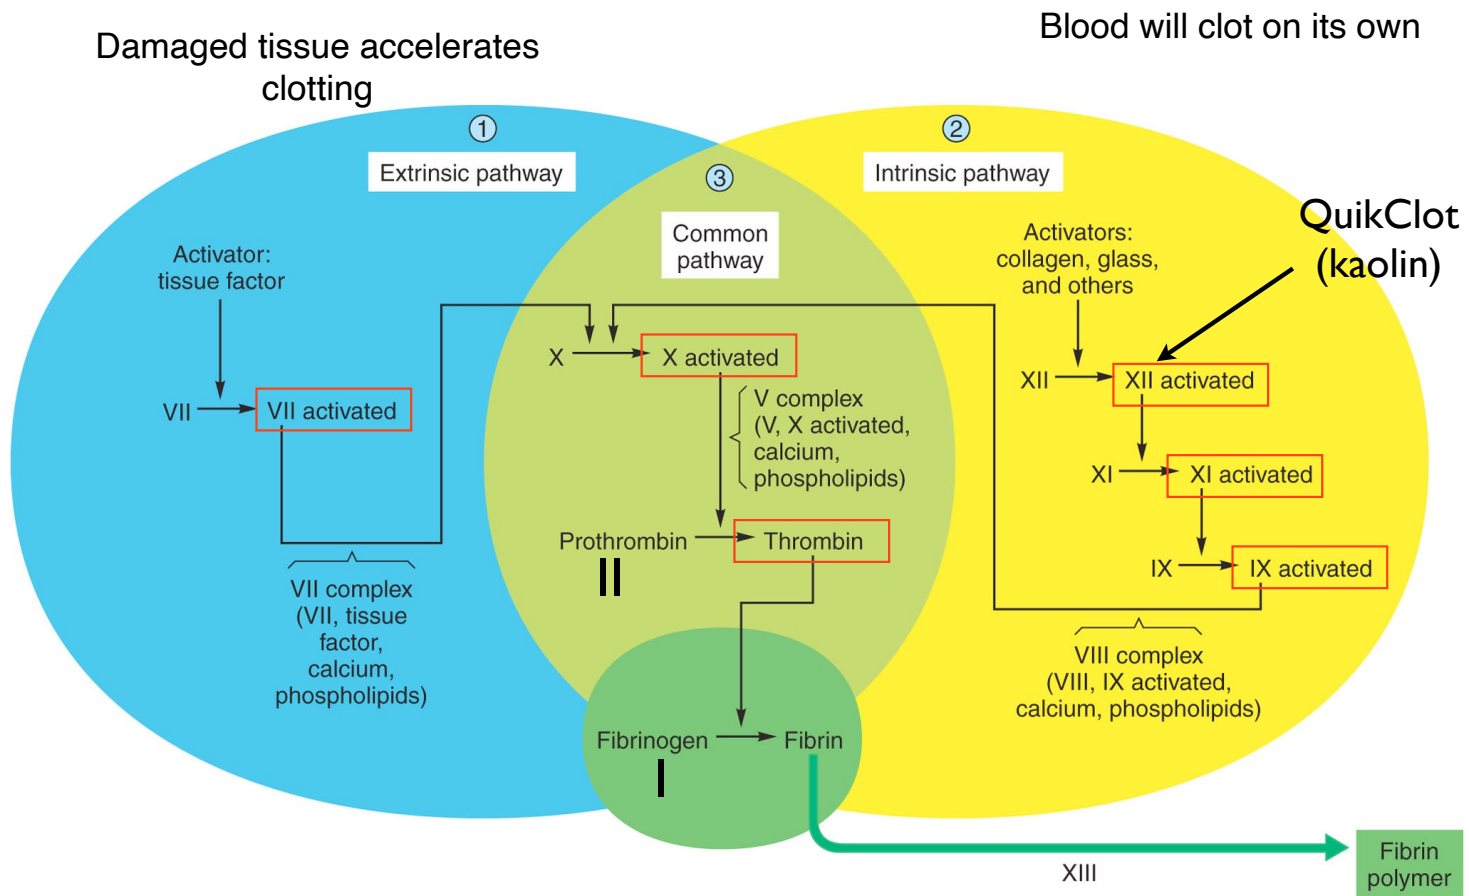 Damaged tissue accelerates
clotting
Blood will clot on its own
1
Extrinsic pathway
Activator:
tissue factor
VII
VII activated
VII complex
(VII, tissue
factor,
calcium,
phospholipids)
3
Common
pathway
X
X activated
V complex
(V, X activated,
calcium,
phospholipids)
Prothrombin
II
Thrombin
Fibrinogen
I
Fibrin
2
Intrinsic pathway
Activators:
collagen, glass,
and others
QuikClot
(kaolin)
XII
XII activated
XI
XI activated
IX
IX activated
VIII complex
(VIII, IX activated,
calcium, phospholipids)
XIII
Fibrin
polymer